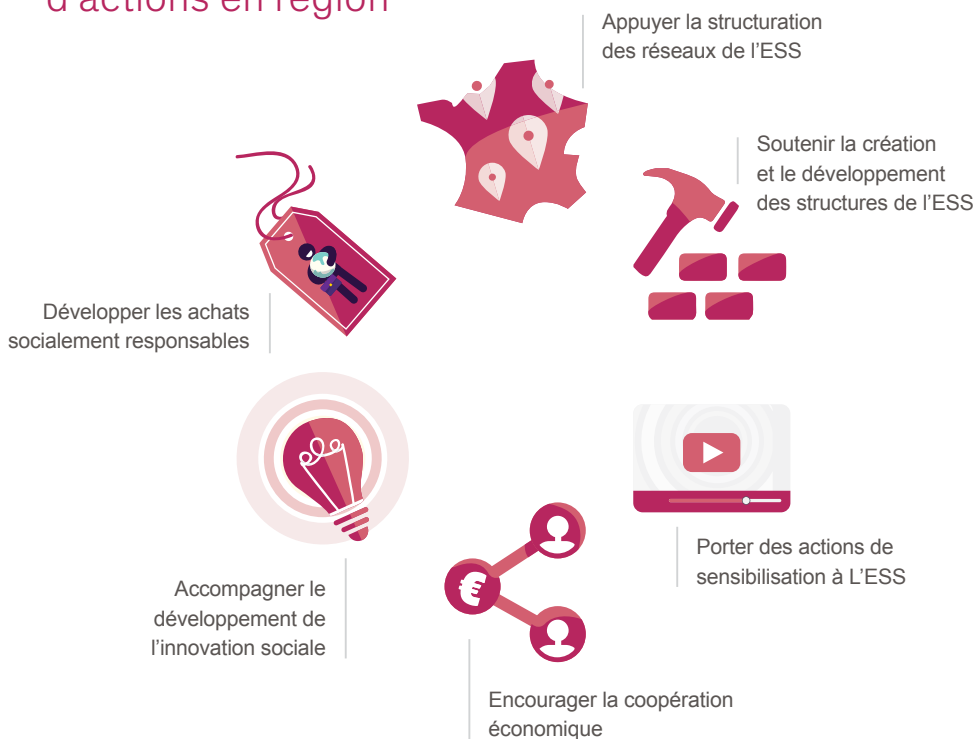 d'actions en région
Appuyer la structuration
des réseaux de l'ESS
Soutenir la création
et le développement
des structures de l'ESS
Développer les achats
socialement responsables
Porter des actions de
sensibilisation à L'ESS
Accompagner le
développement de
l'innovation sociale
Encourager la coopération
économique